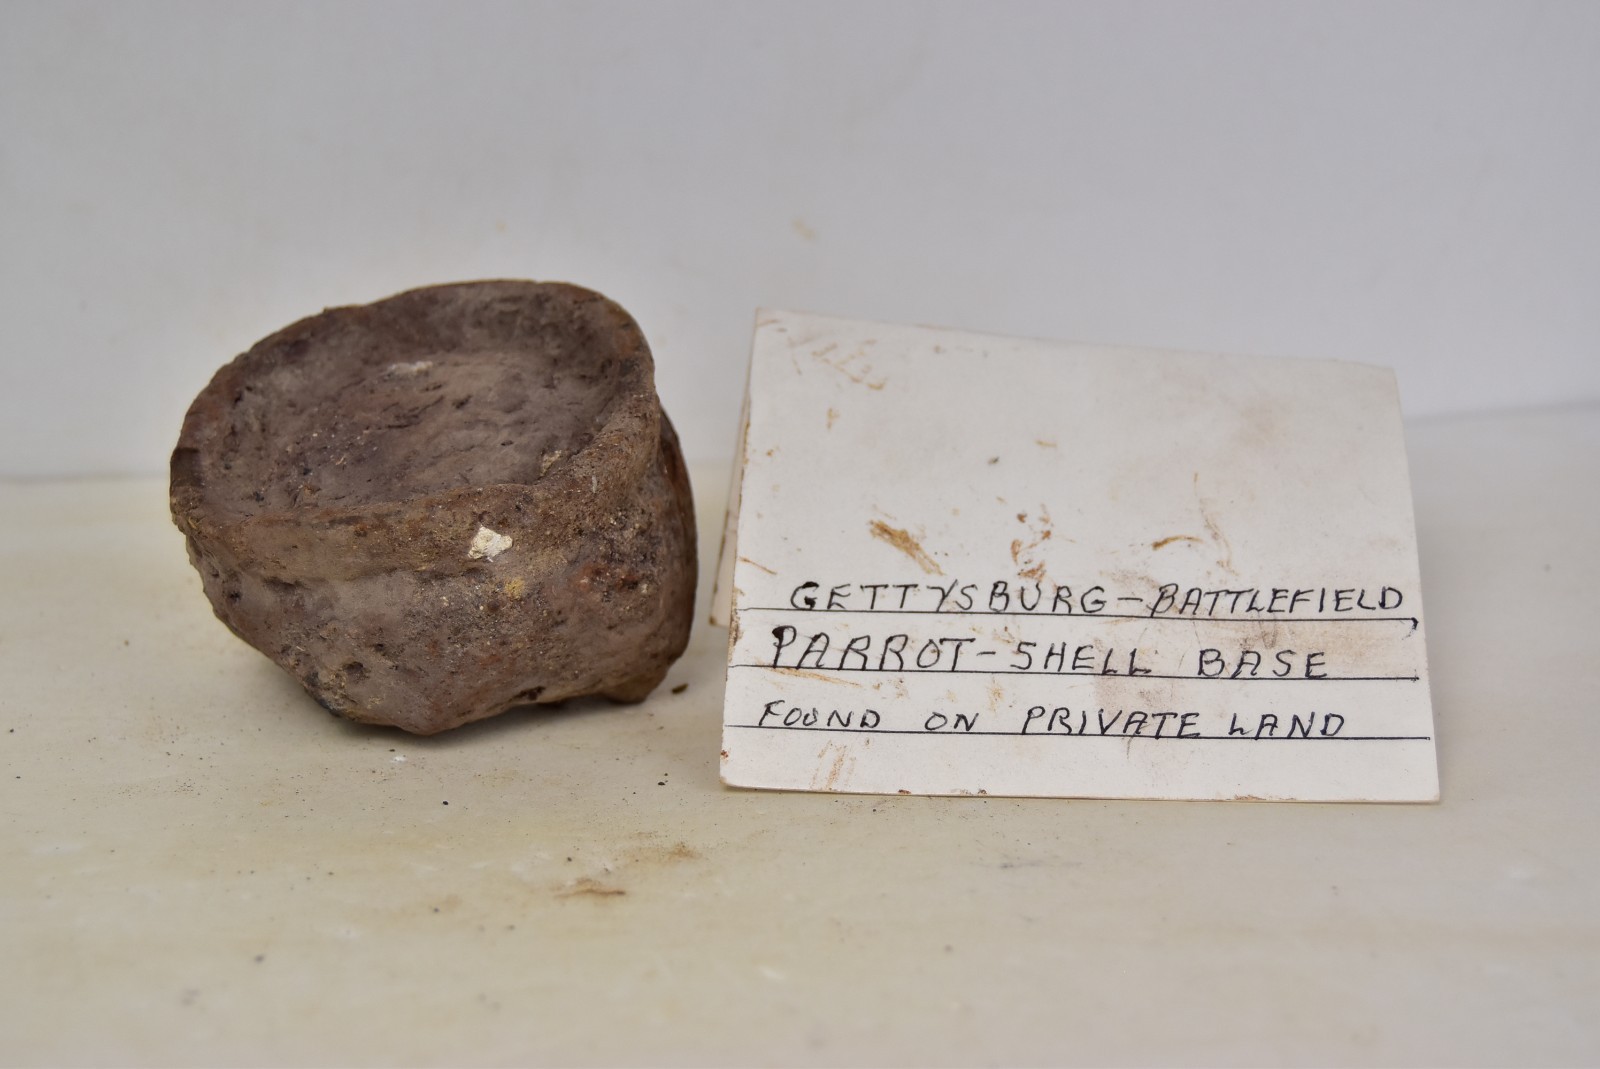 GETTYSBURG-BATTLEFIELD
PARROT-SHELL BASE
FOUND ON PRIVATE LAND